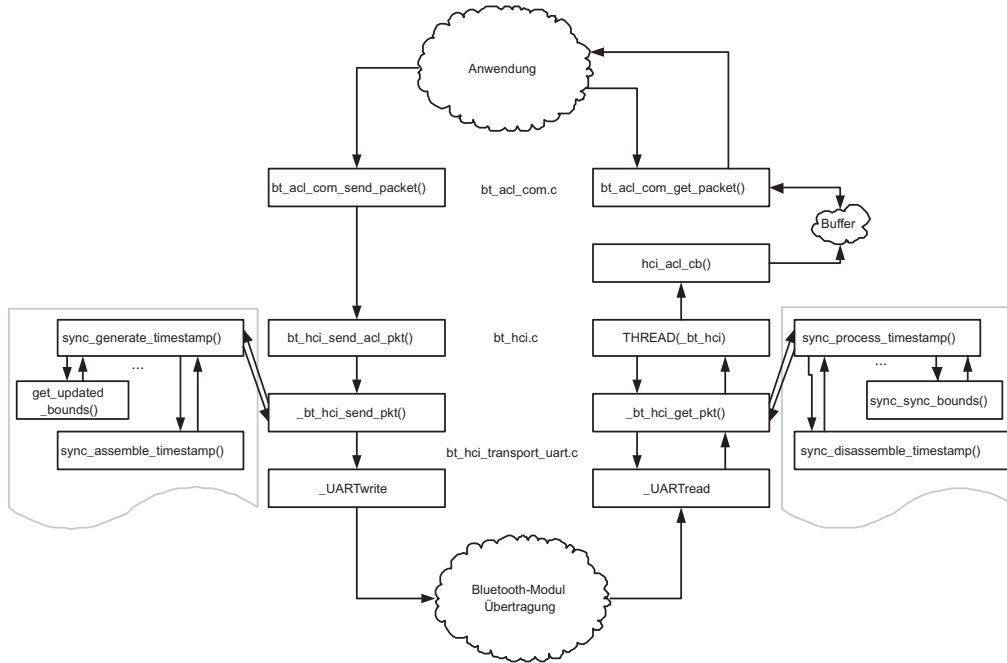 Anwendung
bt_acl_com_send_packet()
bt_acl_com.c
bt_acl_com_get_packet()
Buffer
hci_acl_cb()
sync_generate_timestamp()
bt_hci_send_acl_pkt()
bt_hci.c
THREAD(_bt_hci)
sync_process_timestamp()
...
...
get_updated
_bounds()
_bt_hci_send_pkt()
_bt_hci_get_pkt()
sync_sync_bounds()
sync_assemble_timestamp()
bt_hci_transport_uart.c
sync_disassemble_timestamp()
_UARTwrite
_UARTread
Bluetooth-Modul
Übertragung